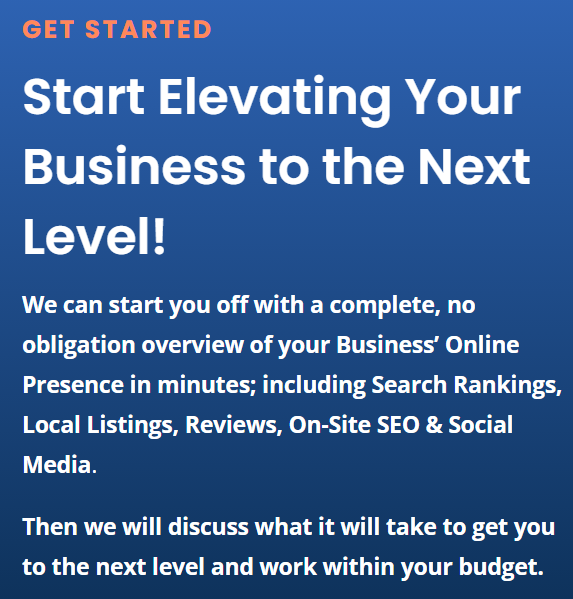 GET STARTED
Start Elevating Your
Business to the Next
Level!
We can start you off with a complete, no
obligation overview of your Business’ Online
Presence in minutes; including Search Rankings,
Local Listings, Reviews, On-Site SEO & Social
Media.
Then we will discuss what it will take to get you
to the next level and work within your budget.